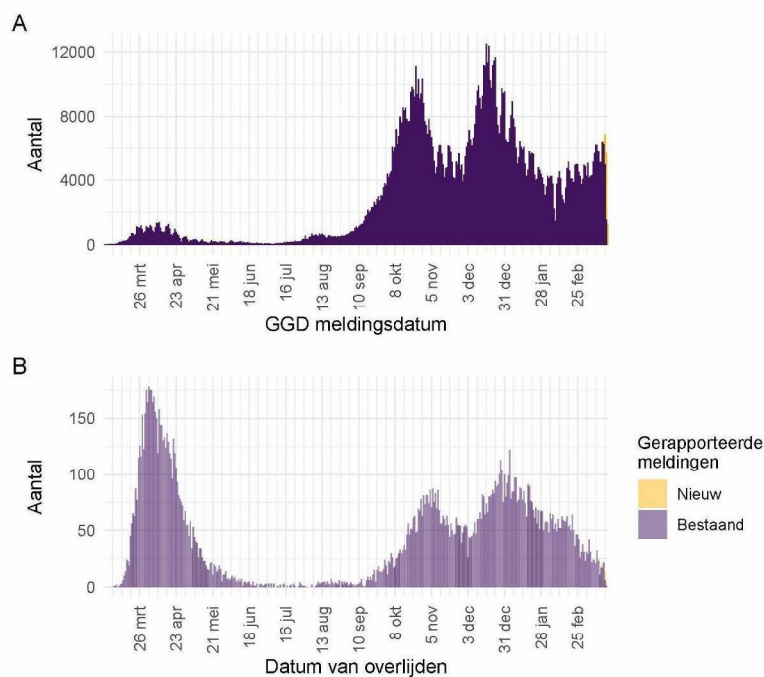 A
12000
8000
4000
0
Aantal
26 mrt
23 apr
21 mei
18 jun
16 jul
13 aug
10 sep
8 okt
5 nov
3 dec
31 dec
28 jan
25 feb
GGD meldingsdatum
B
150
100
50
0
Aantal
26 mrt
23 apr
21 mei
18 jun
16 jul
13 aug
10 sep
8 okt
5 nov
3 dec
31 dec
28 jan
25 feb
Datum van overlijden
Gerapporteerde
meldingen
Nieuw
Bestaand